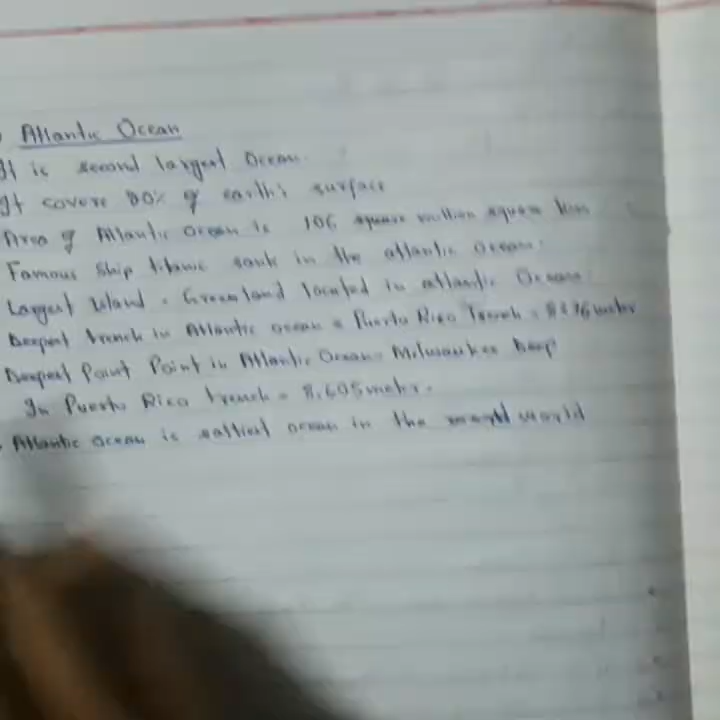 Atlantic Ocean
It is second largest Ocean.
It covers 20% of earth's surface
Area of Atlantic Ocean is 106 square million square km
Famous Ship titanic sank in the atlantic Ocean.
Largest Island = Greenland located in atlantic Ocean
Deepest trench in Atlantic ocean = Puerto Rico Trench = meter
Deepest Point Point in Atlantic Ocean = Milwaukee Deep
In Puerto Rico trench = 8,605 meter.
Atlantic ocean is saltiest ocean in the world